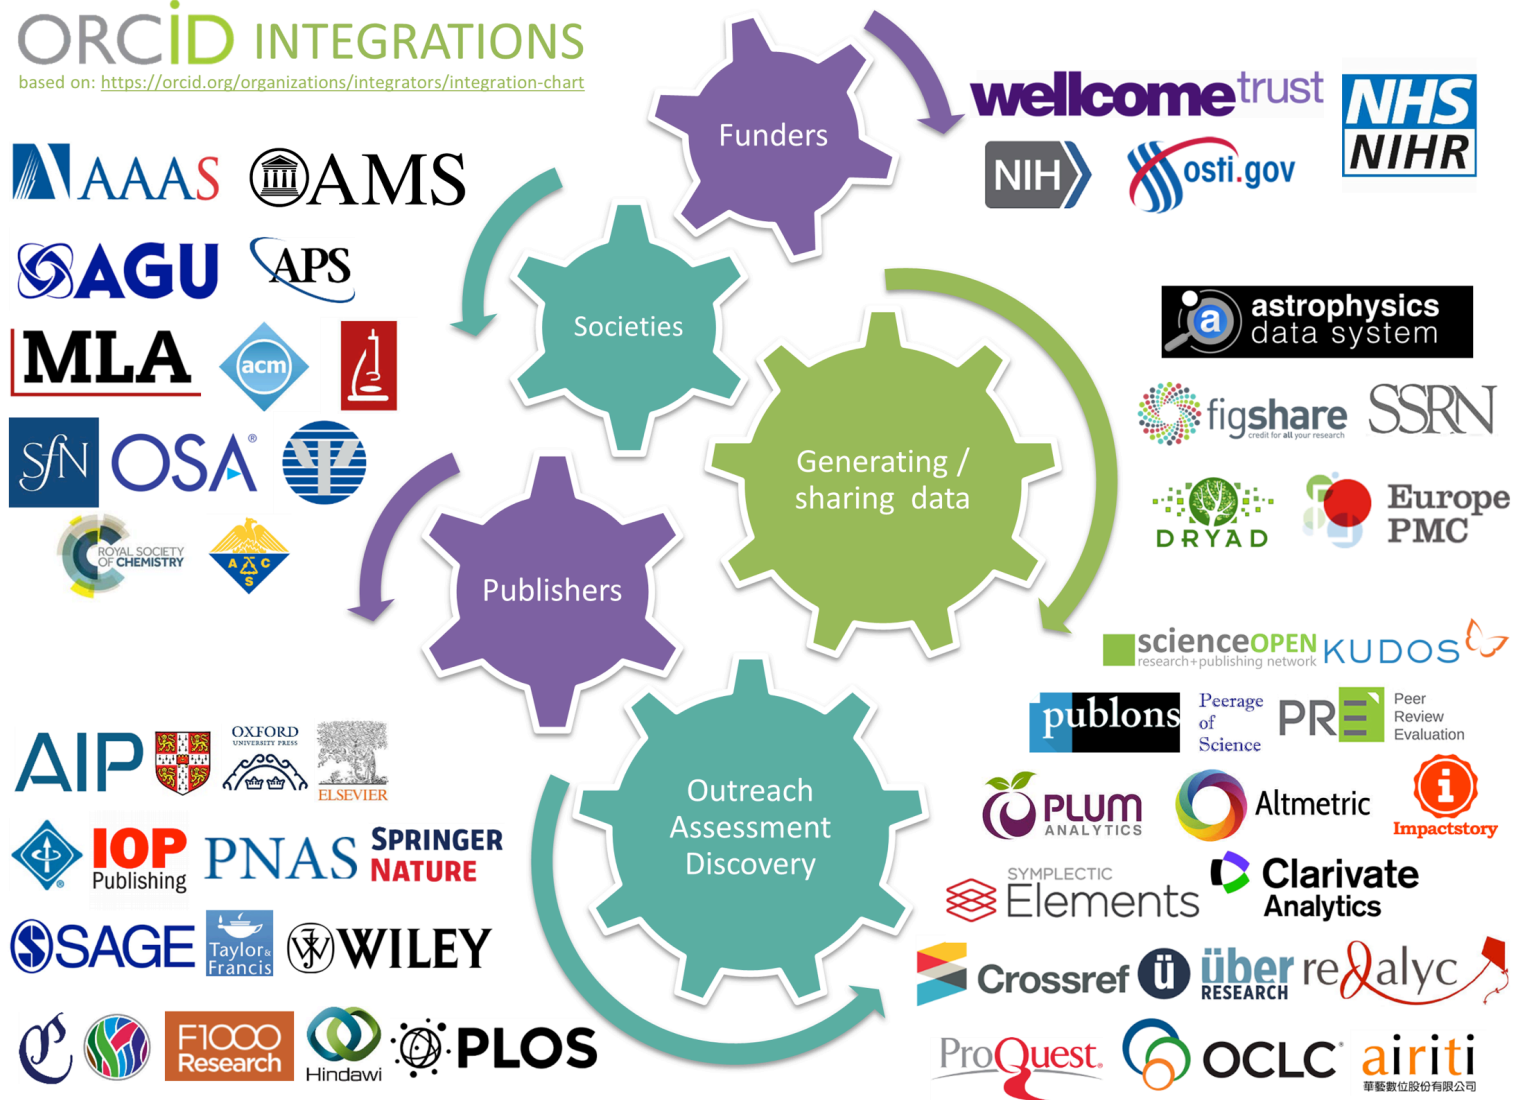 ORCiD INTEGRATIONS
based on: https://orcid.org/organizations/integrators/integration-chart
Funders
wellcometrust
NHS
NIHR
NIH
osti.gov
AAAS
AMS
AGU
APS
MLA
acm
SfN
OSA®
ROYAL SOCIETY
OF CHEMISTRY
A C
S
Societies
Generating /
sharing data
astrophysics
data system
a
figshare
credit for all your research
SSRN
DRYAD
Europe
PMC
Publishers
AIP
OXFORD
UNIVERSITY PRESS
ELSEVIER
IOP
Publishing
PNAS
SPRINGER
NATURE
SAGE
Taylor&
Francis
WILEY
F1000
Research
Hindawi
PLOS
Outreach
Assessment
Discovery
scienceOPEN
research+publishing network
KUDOS
publons
Peerage
of
Science
PRE
Peer
Review
Evaluation
PLUM
ANALYTICS
Altmetric
Impactstory
SYMPLECTIC
Elements
Clarivate
Analytics
Crossref
ü
über
RESEARCH
redalyc
ProQuest®
OCLC®
airiti
華藝數位股份有限公司